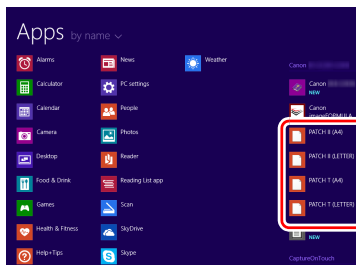 Apps by name
Alarms
Calculator
Calendar
Camera
Desktop
Food & Drink
Games
Health & Fitness
Help+Tips
News
PC settings
People
Photos
Reader
Reading List app
Scan
SkyDrive
Skype
Weather
Canon
Canon
NEW
Canon
imageFORMULA
PATCH II (A4)
PATCH II (LETTER)
PATCH T (A4)
PATCH T (LETTER)
NEW
CaptureOnTouch